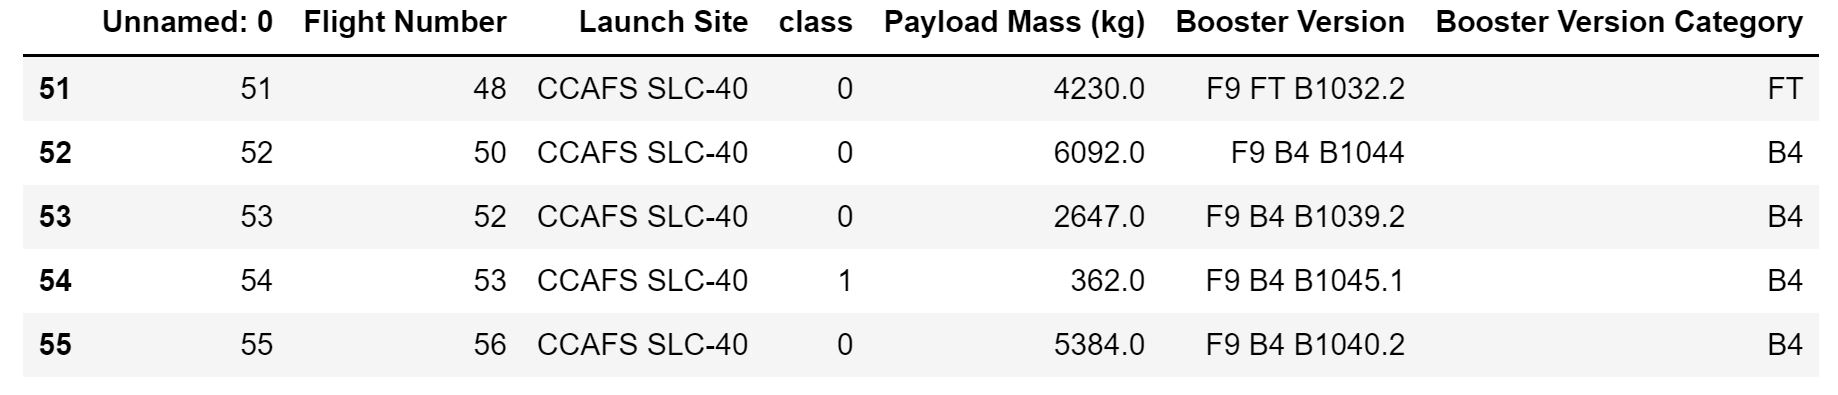 Unnamed: 0 Flight Number Launch Site class Payload Mass (kg) Booster Version Booster Version Category
51 51 48 CCAFS SLC-40 0 4230.0 F9 FT B1032.2 FT
52 52 50 CCAFS SLC-40 0 6092.0 F9 B4 B1044 B4
53 53 52 CCAFS SLC-40 0 2647.0 F9 B4 B1039.2 B4
54 54 53 CCAFS SLC-40 1 362.0 F9 B4 B1045.1 B4
55 55 56 CCAFS SLC-40 0 5384.0 F9 B4 B1040.2 B4